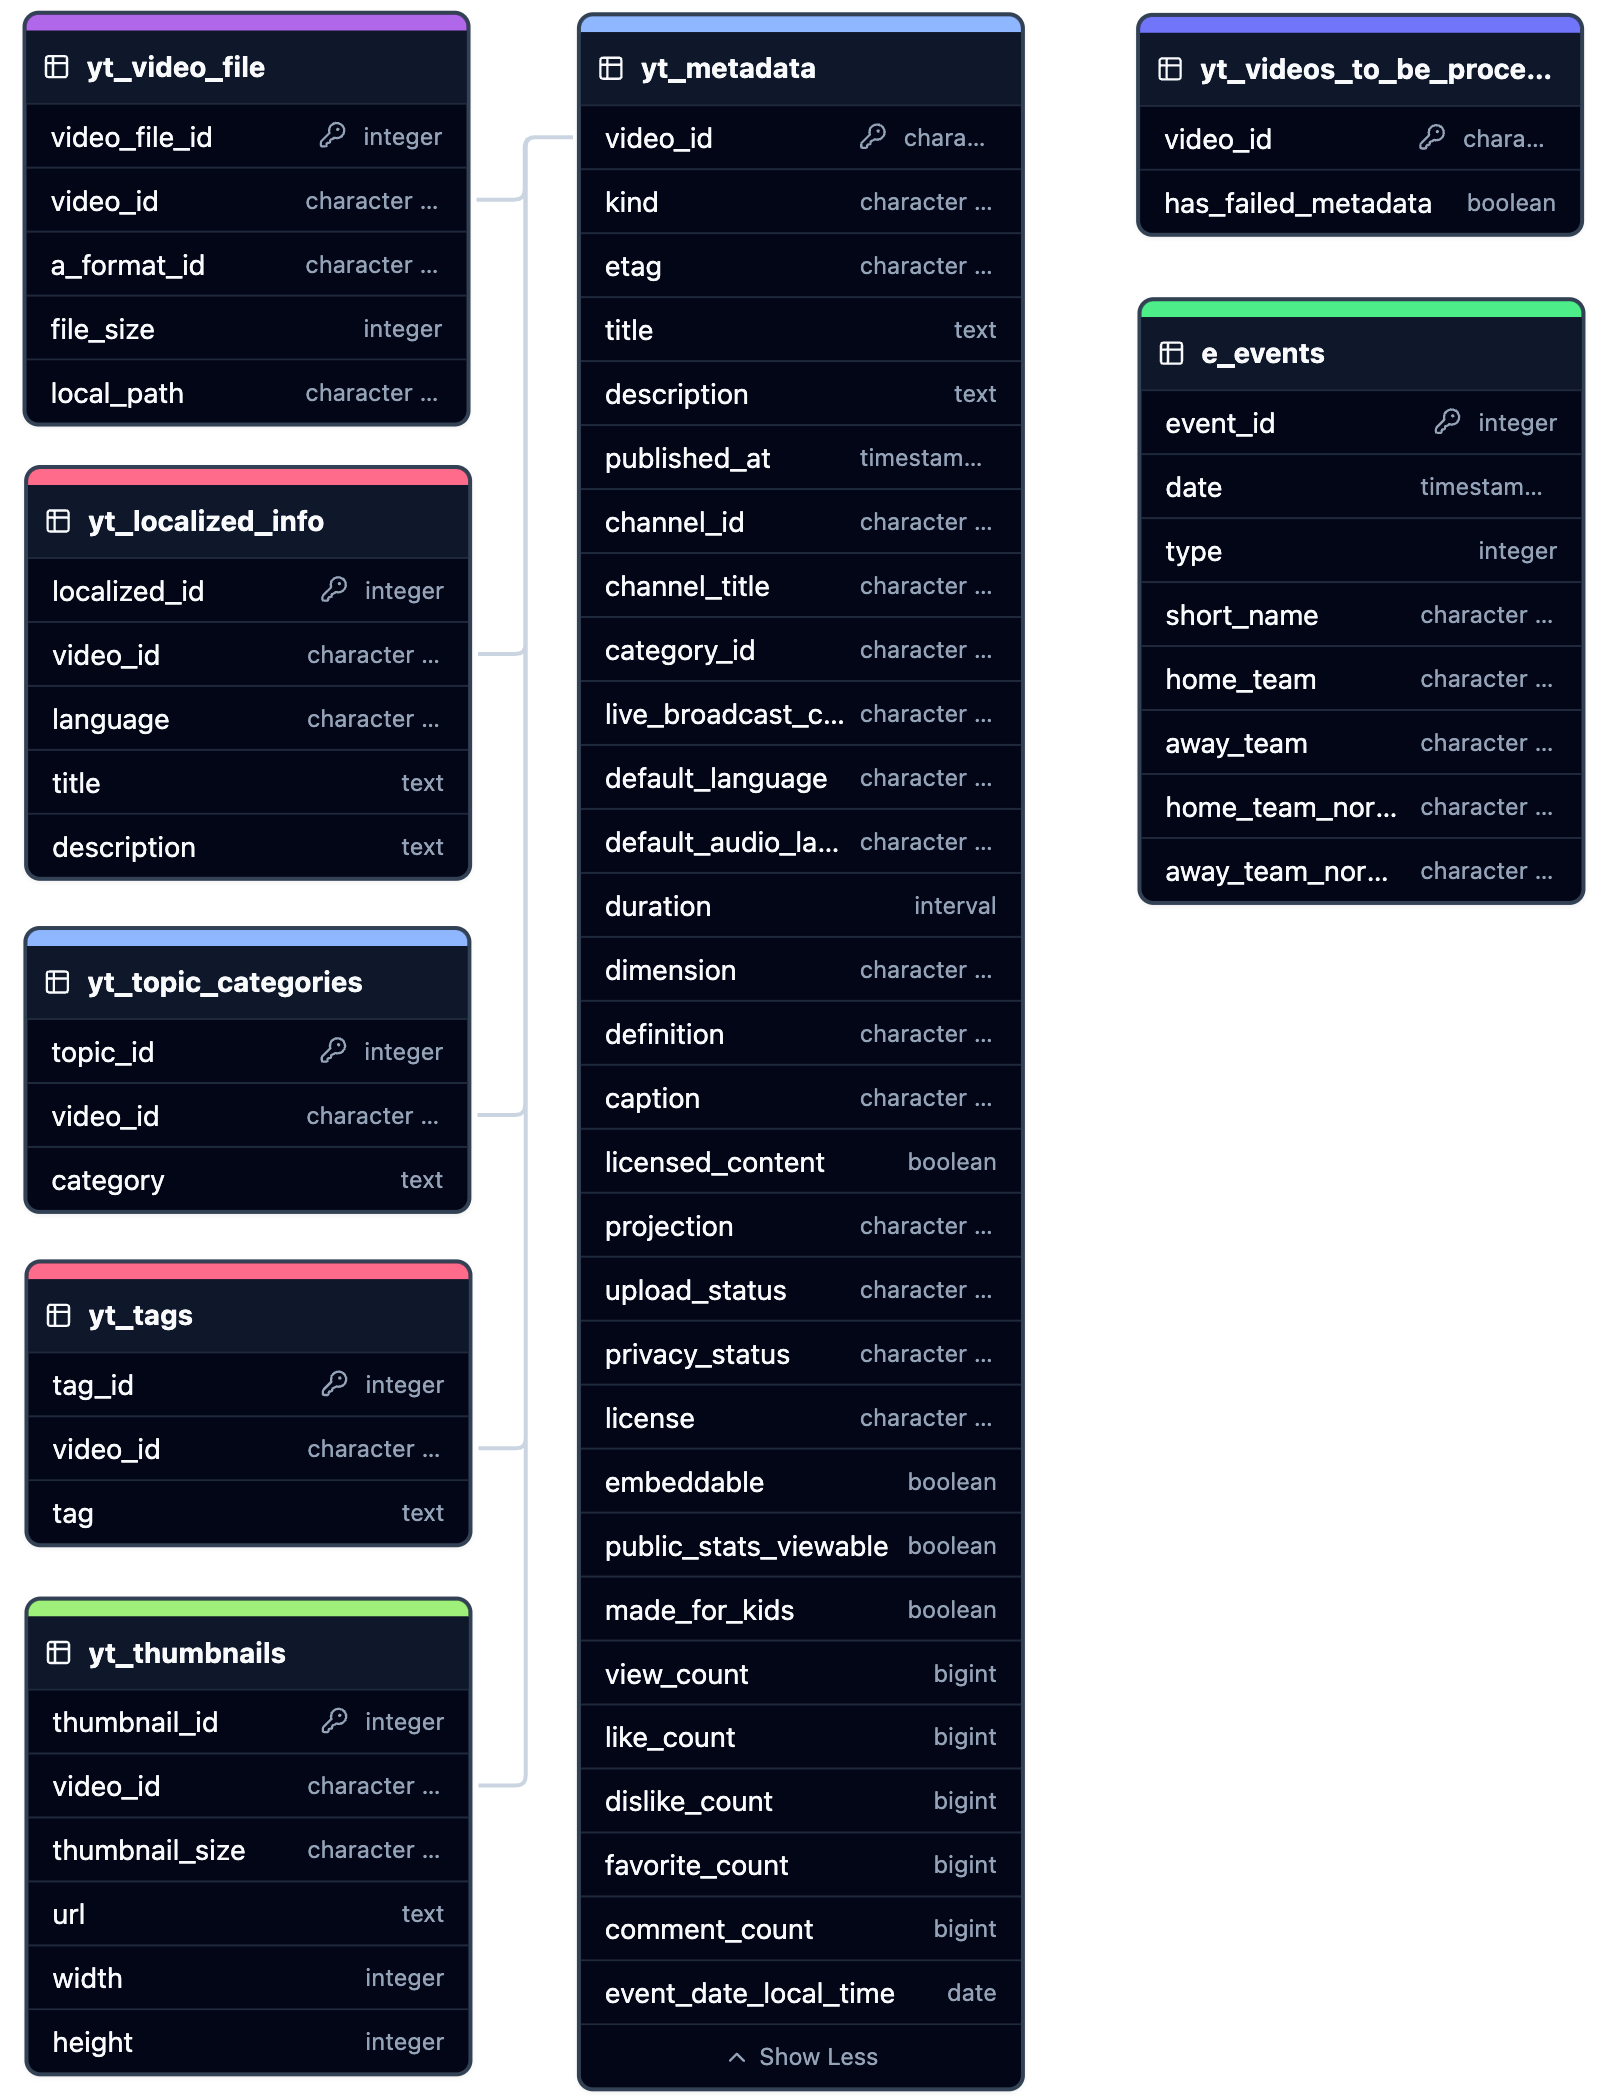 yt_video_file
video_file_id integer
video_id character ...
a_format_id character ...
file_size integer
local_path character ...
yt_localized_info
localized_id integer
video_id character ...
language character ...
title text
description text
yt_topic_categories
topic_id integer
video_id character ...
category text
yt_tags
tag_id integer
video_id character ...
tag text
yt_thumbnails
thumbnail_id integer
video_id character ...
thumbnail_size character ...
url text
width integer
height integer
yt_metadata
video_id chara...
kind character ...
etag character ...
title text
description text
published_at timestam...
channel_id character ...
channel_title character ...
category_id character ...
live_broadcast_c... character ...
default_language character ...
default_audio_la... character ...
duration interval
dimension character ...
definition character ...
caption character ...
licensed_content boolean
projection character ...
upload_status character ...
privacy_status character ...
license character ...
embeddable boolean
public_stats_viewable boolean
made_for_kids boolean
view_count bigint
like_count bigint
dislike_count bigint
favorite_count bigint
comment_count bigint
event_date_local_time date
Show Less
yt_videos_to_be_proce...
video_id chara...
has_failed_metadata boolean
e_events
event_id integer
date timestam...
type integer
short_name character ...
home_team character ...
away_team character ...
home_team_nor... character ...
away_team_nor... character ...